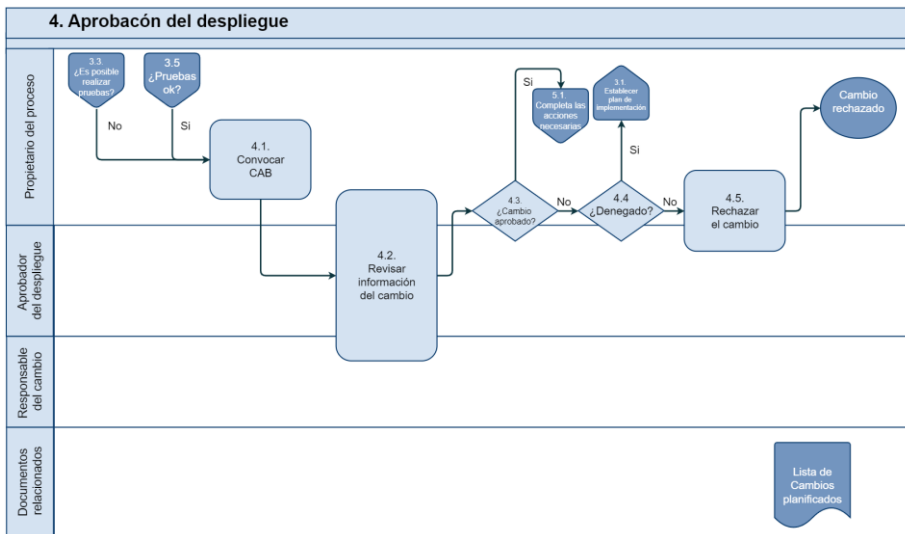 4. Aprobacón del despliegue
Propietario del proceso
3.3.
¿Es posible
realizar
pruebas?
3.5
¿Pruebas
ok?
No
Si
4.1.
Convocar
CAB
4.2.
Revisar
información
del cambio
4.3.
¿Cambio
aprobado?
Si
5.1.
Completa las
acciones
necesarias
No
4.4
¿Denegado?
Si
3.1.
Establecer
plan de
implementación
No
4.5.
Rechazar
el cambio
Cambio
rechazado
Aprobador
del despliegue
Responsable
del cambio
Documentos
relacionados
Lista de
Cambios
planificados